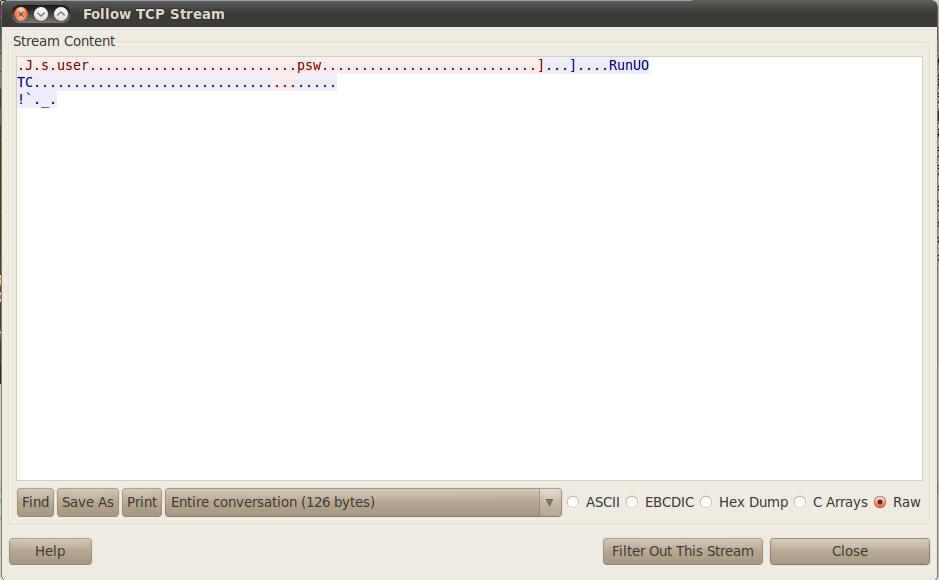 Follow TCP Stream
Stream Content
.J.s.user..........................psw...........................]...]....RunUO
TC......................................
!`._.
Find Save As Print Entire conversation (126 bytes) ASCII EBCDIC Hex Dump C Arrays Raw
Help Filter Out This Stream Close